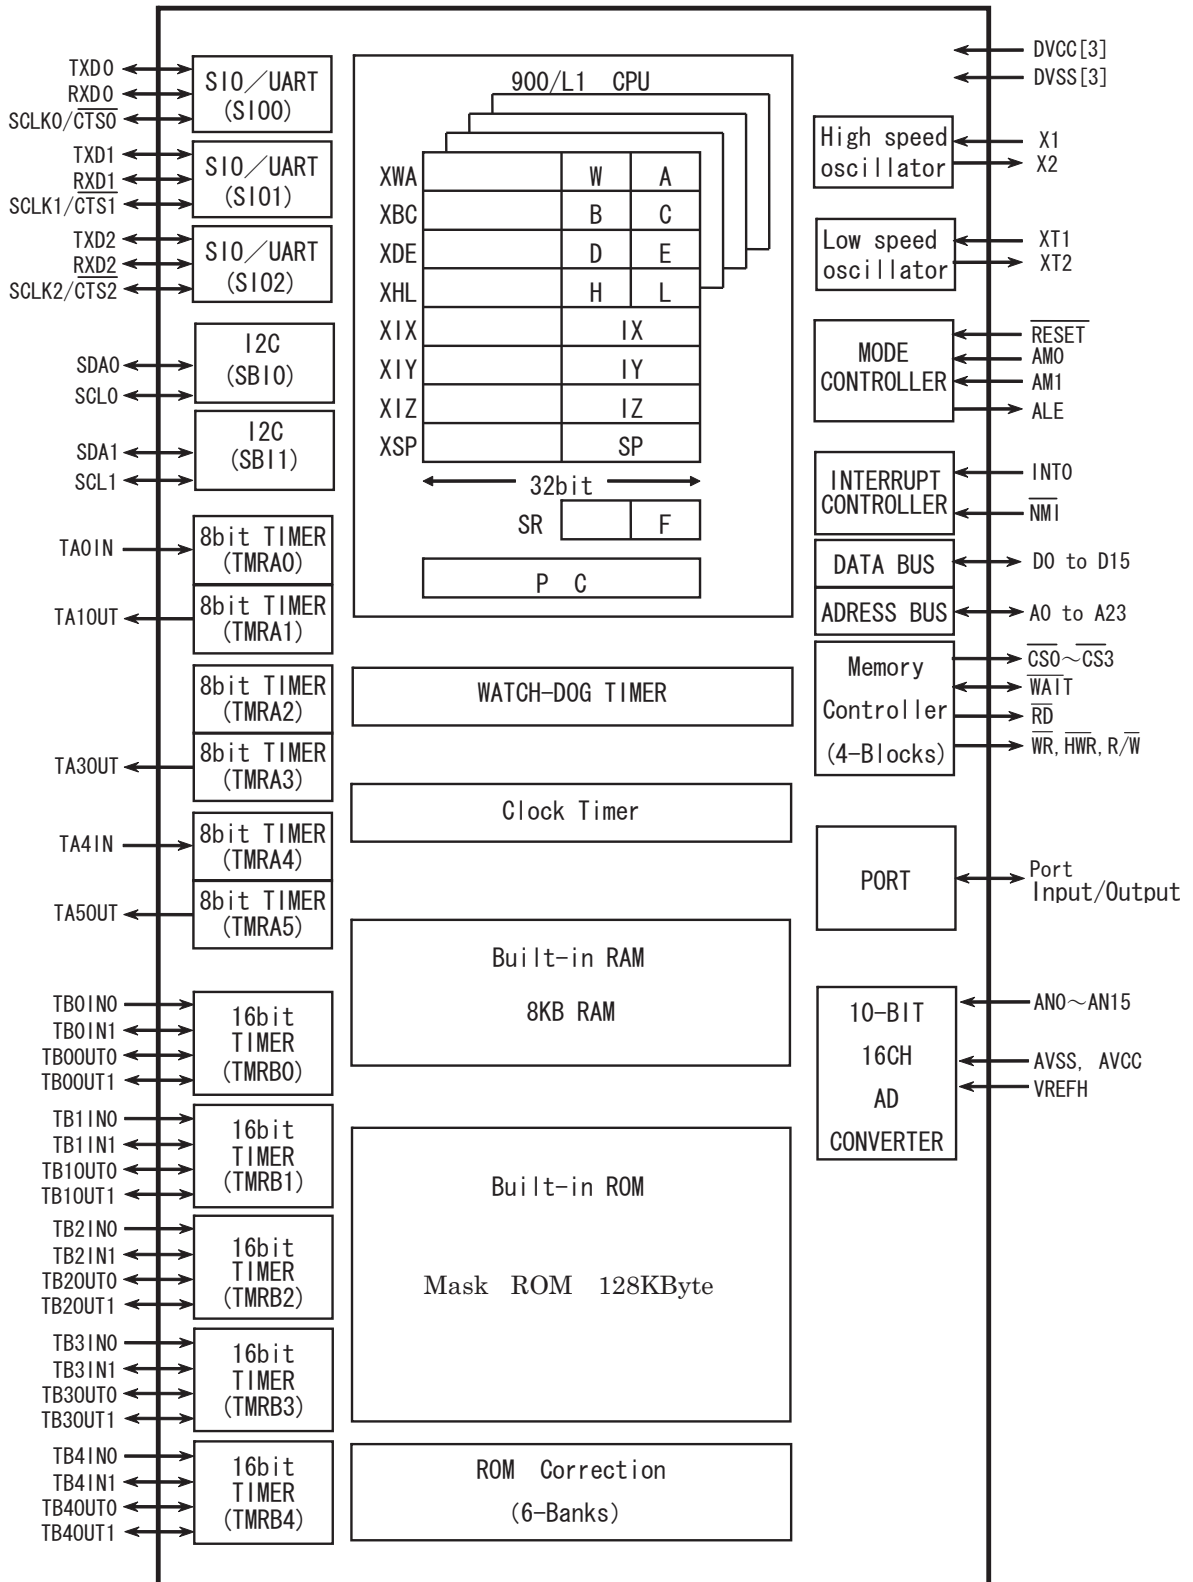 TXD0
RXD0
SCLK0/CTS0
SIO/UART
(SIO0)
TXD1
RXD1
SCLK1/CTS1
SIO/UART
(SIO1)
TXD2
RXD2
SCLK2/CTS2
SIO/UART
(SIO2)
SDA0
SCL0
I2C
(SBI0)
SDA1
SCL1
I2C
(SBI1)
TA0IN
8bit TIMER
(TMRA0)
TA1OUT
8bit TIMER
(TMRA1)
8bit TIMER
(TMRA2)
TA3OUT
8bit TIMER
(TMRA3)
TA4IN
8bit TIMER
(TMRA4)
TA5OUT
8bit TIMER
(TMRA5)
TB0IN0
TB0IN1
TB0OUT0
TB0OUT1
16bit
TIMER
(TMRB0)
TB1IN0
TB1IN1
TB1OUT0
TB1OUT1
16bit
TIMER
(TMRB1)
TB2IN0
TB2IN1
TB2OUT0
TB2OUT1
16bit
TIMER
(TMRB2)
TB3IN0
TB3IN1
TB3OUT0
TB3OUT1
16bit
TIMER
(TMRB3)
TB4IN0
TB4IN1
TB4OUT0
TB4OUT1
16bit
TIMER
(TMRB4)
900/L1 CPU
XWA W A
XBC B C
XDE D E
XHL H L
XIX IX
XIY IY
XIZ IZ
XSP SP
32bit
SR F
P C
WATCH-DOG TIMER
Clock Timer
Built-in RAM
8KB RAM
Built-in ROM
Mask ROM 128KByte
ROM Correction
(6-Banks)
DVCC[3]
DVSS[3]
High speed
oscillator
X1
X2
Low speed
oscillator
XT1
XT2
MODE
CONTROLLER
RESET
AM0
AM1
ALE
INTERRUPT
CONTROLLER
INT0
NMI
DATA BUS
D0 to D15
ADRESS BUS
A0 to A23
Memory
Controller
(4-Blocks)
CS0～CS3
WAIT
RD
WR, HWR, R/W
PORT
Port
Input/Output
10-BIT
16CH
AD
CONVERTER
AN0～AN15
AVSS, AVCC
VREFH